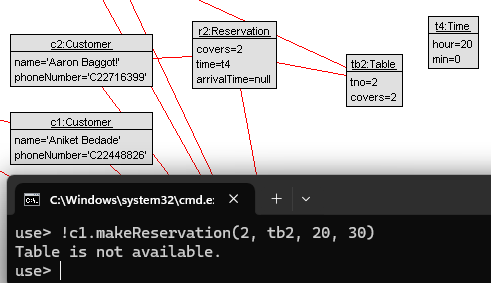 c2:Customer
name='Aaron Baggot!'
phoneNumber='C22716399'
r2:Reservation
covers=2
time=t4
arrivalTime=null
tb2:Table
tno=2
covers=2
t4:Time
hour=20
min=0
c1:Customer
name='Aniket Bedade'
phoneNumber='C22448826'
C:\Windows\system32\cmd.e
use> !c1.makeReservation(2, tb2, 20, 30)
Table is not available.
use>